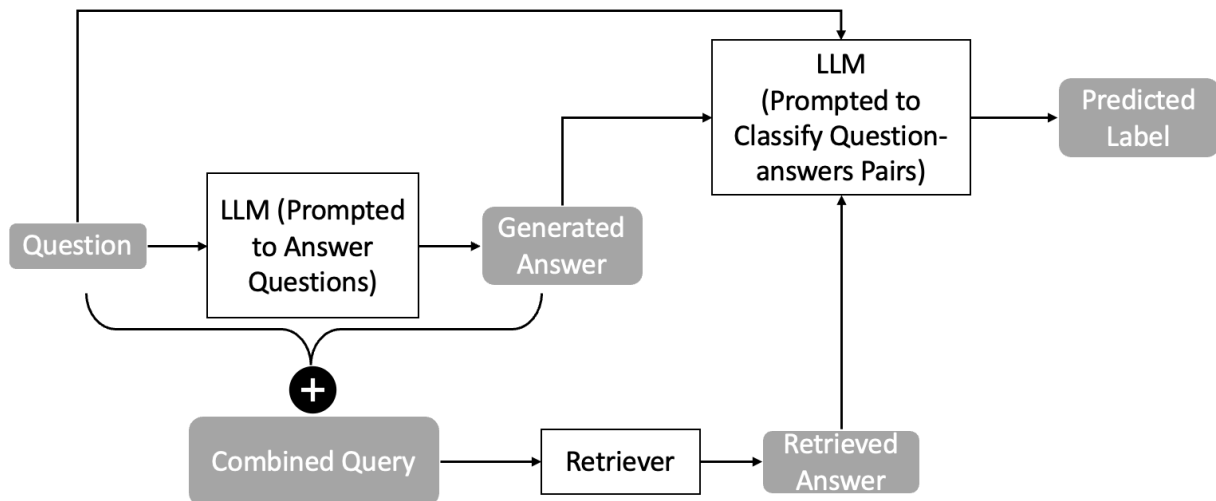 LLM
(Prompted to
Classify Question-
answers Pairs)
Predicted
Label
Question
LLM (Prompted
to Answer
Questions)
Generated
Answer
+
Combined Query
Retriever
Retrieved
Answer